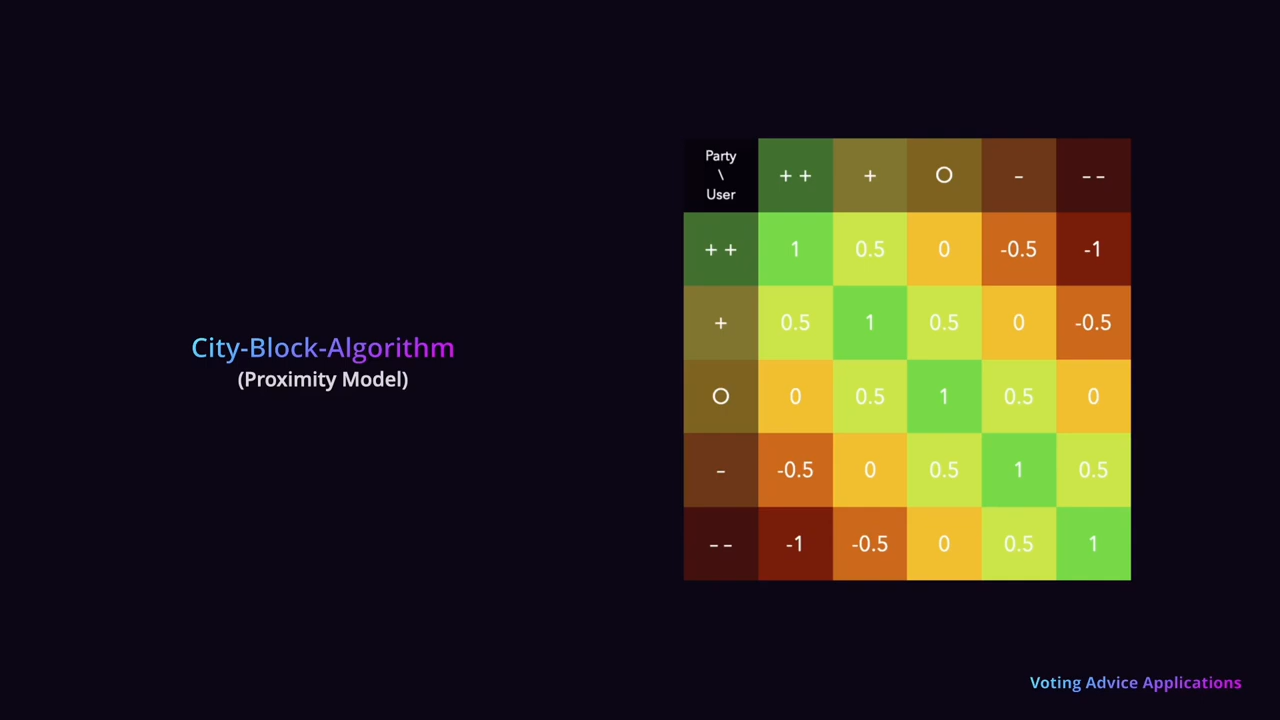 City-Block-Algorithm
(Proximity Model)
Party
\
User
+ + + O - - -
+ + 1 0.5 0 -0.5 -1
+ 0.5 1 0.5 0 -0.5
O 0 0.5 1 0.5 0
- -0.5 0 0.5 1 0.5
- - -1 -0.5 0 0.5 1
Voting Advice Applications